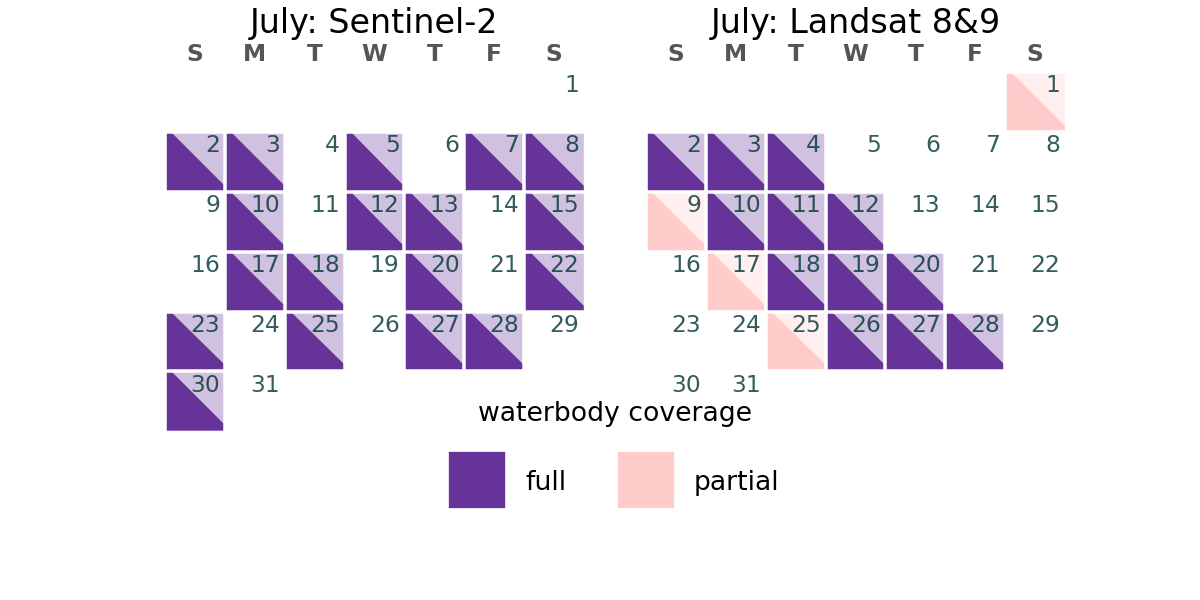 July: Sentinel-2
S M T W T F S
1
2 3 4 5 6 7 8
9 10 11 12 13 14 15
16 17 18 19 20 21 22
23 24 25 26 27 28 29
30 31
July: Landsat 8&9
S M T W T F S
1
2 3 4 5 6 7 8
9 10 11 12 13 14 15
16 17 18 19 20 21 22
23 24 25 26 27 28 29
30 31
waterbody coverage
full
partial